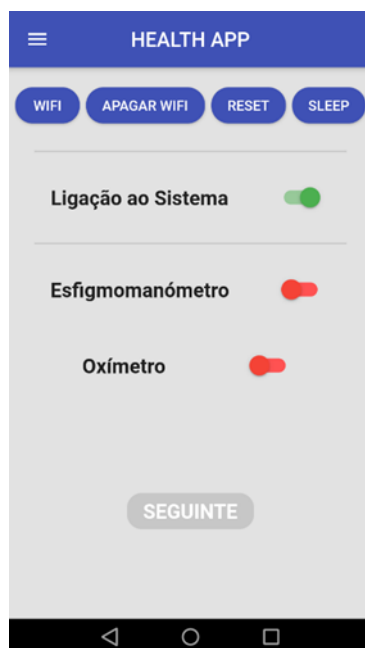 HEALTH APP
WIFI APAGAR WIFI RESET SLEEP
Ligação ao Sistema
Esfigmomanómetro
Oxímetro
SEGUINTE